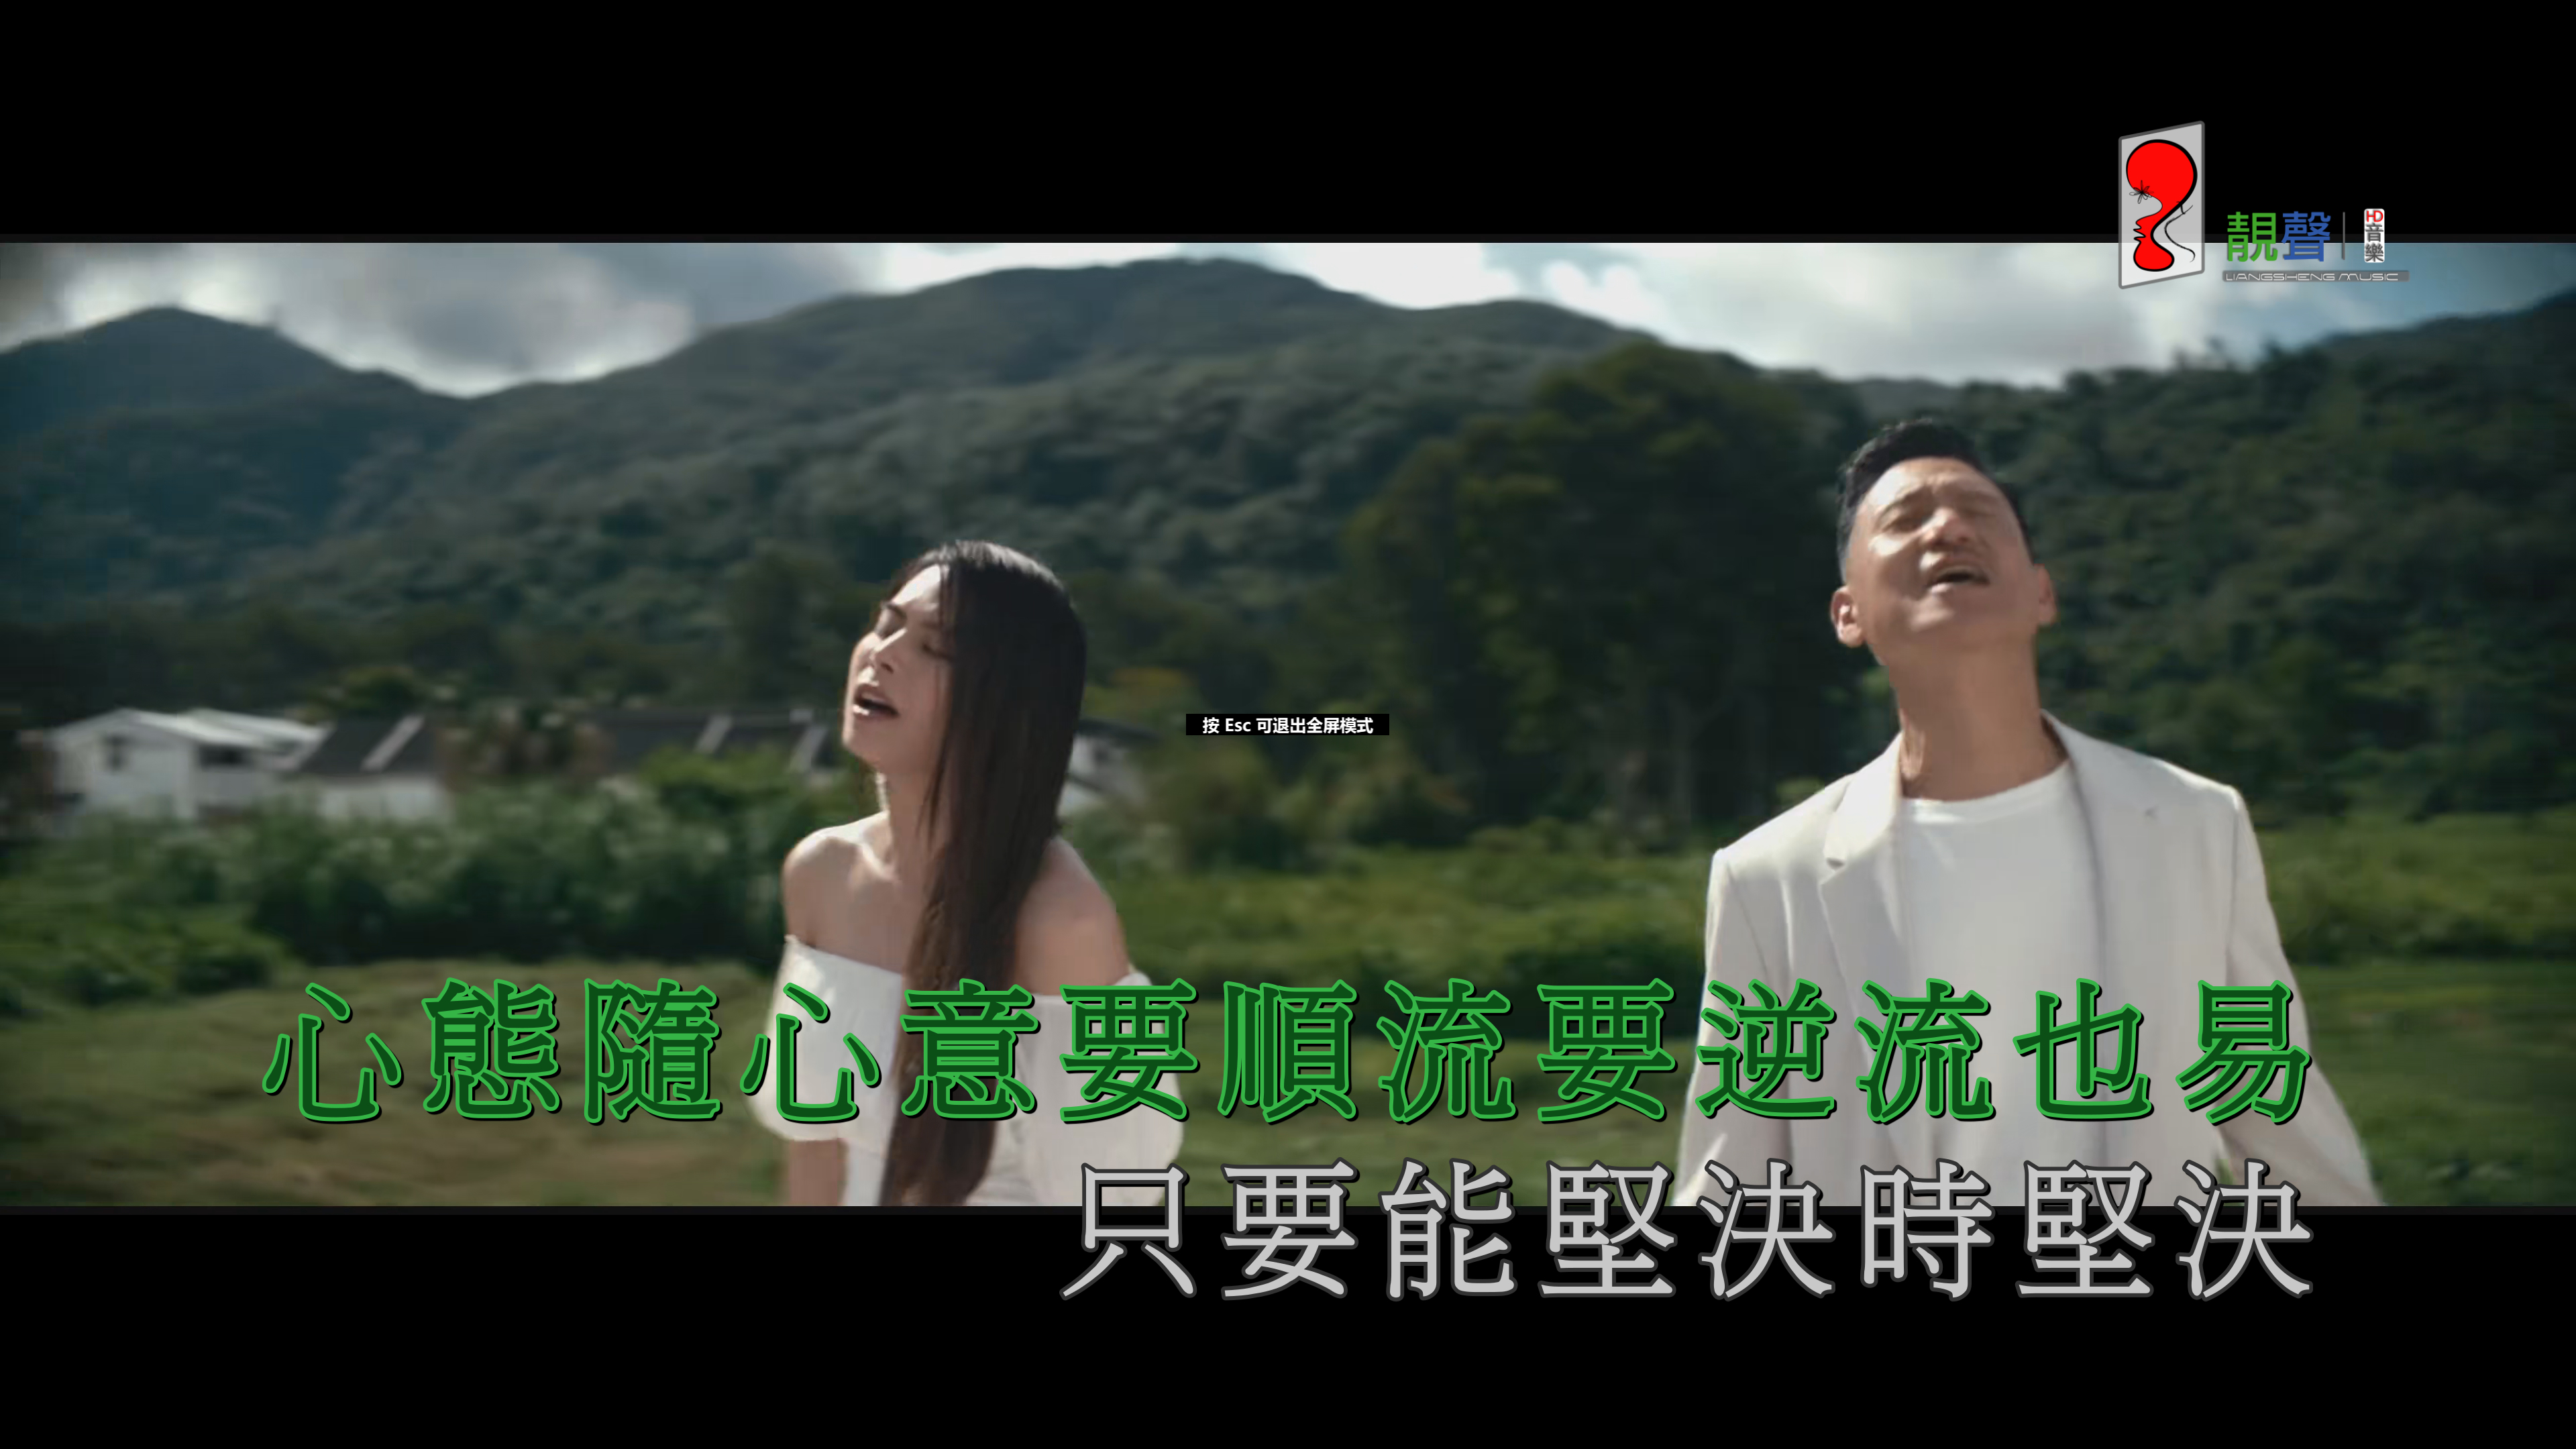 HD
音
樂
靚聲
LIANGSHENG MUSIC
按 Esc 可退出全屏模式
心態隨心意要順流要逆流也易
只要能堅決時堅決